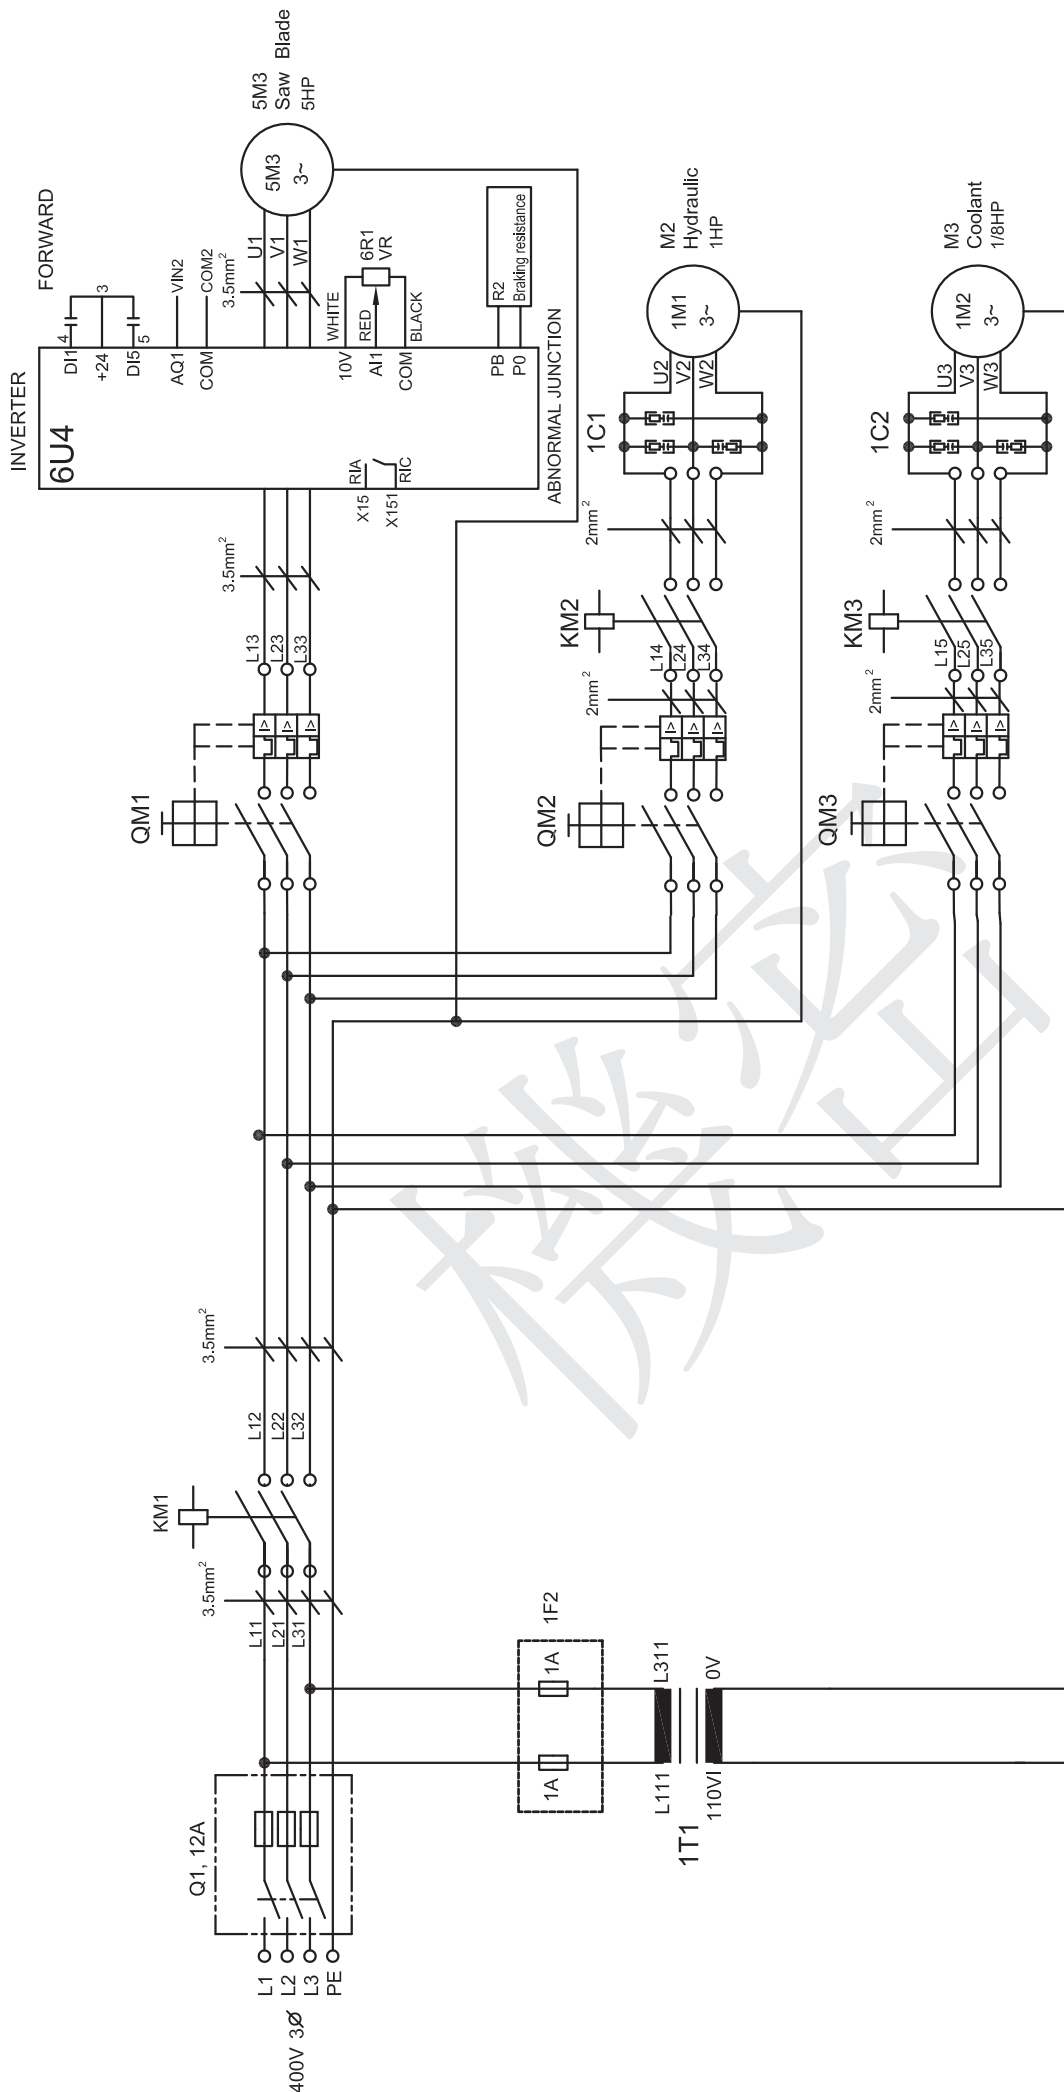 INVERTER
6U4
FORWARD
DI1
4
+24
3
DI5
5
AQ1
VIN2
COM
COM2
3.5mm²
U1
V1
W1
5M3
3~
5M3
Saw Blade
5HP
WHITE
10V
RED
AI1
COM
BLACK
6R1
VR
PB
P0
R2
Braking resistance
ABNORMAL JUNCTION
X15
RIA
X151
RIC
3.5mm²
L13
L23
L33
I>
I>
I>
QM1
M2
Hydraulic
1HP
1M1
3~
U2
V2
W2
1C1
2mm²
KM2
L14
L24
L34
2mm²
I>
I>
I>
QM2
M3
Coolant
1/8HP
1M2
3~
U3
V3
W3
1C2
2mm²
KM3
L15
L25
L35
2mm²
I>
I>
I>
QM3
3.5mm²
L12
L22
L32
KM1
3.5mm²
L11
L21
L31
1F2
1A
1A
L111
L311
110VI
0V
1T1
Q1, 12A
L1
L2
L3
PE
400V 3Ø
機密